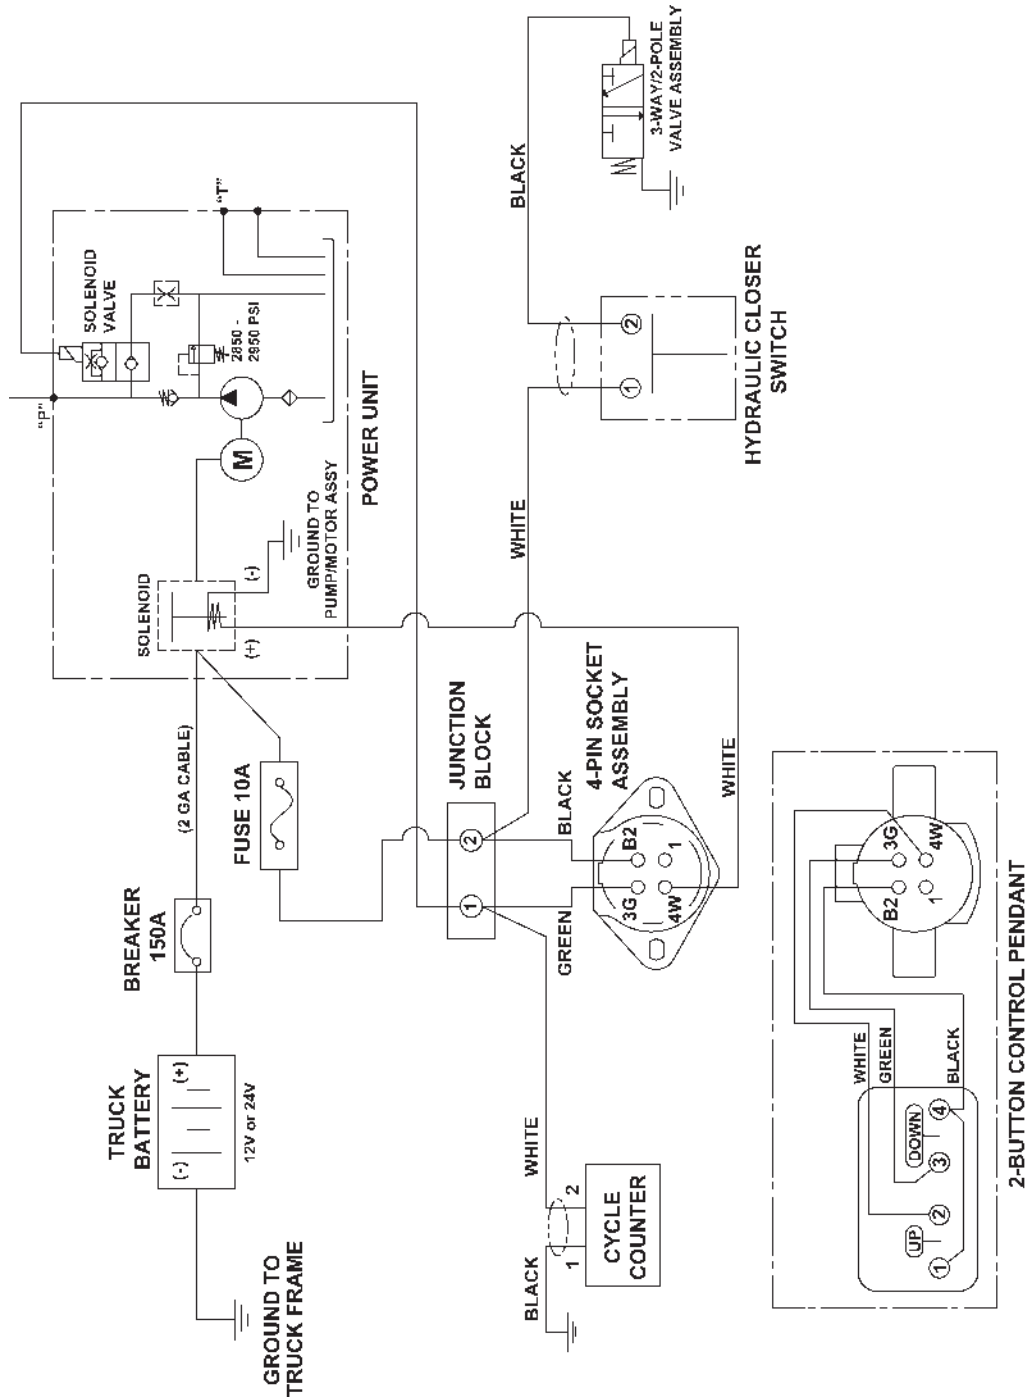 TRUCK
BATTERY
(-)
(+)
12V or 24V
GROUND TO
TRUCK FRAME
BREAKER
150A
(2 GA CABLE)
FUSE 10A
SOLENOID
(+)
(-)
GROUND TO
PUMP/MOTOR ASSY
M
POWER UNIT
"P"
SOLENOID
VALVE
2850 -
2950 PSI
"T"
JUNCTION
BLOCK
1
2
GREEN
BLACK
4-PIN SOCKET
ASSEMBLY
3G
B2
4W
1
WHITE
WHITE
BLACK
1
2
HYDRAULIC CLOSER
SWITCH
3-WAY/2-POLE
VALVE ASSEMBLY
BLACK
WHITE
1
2
CYCLE
COUNTER
UP
DOWN
1
2
3
4
WHITE
GREEN
BLACK
B2
3G
1
4W
2-BUTTON CONTROL PENDANT